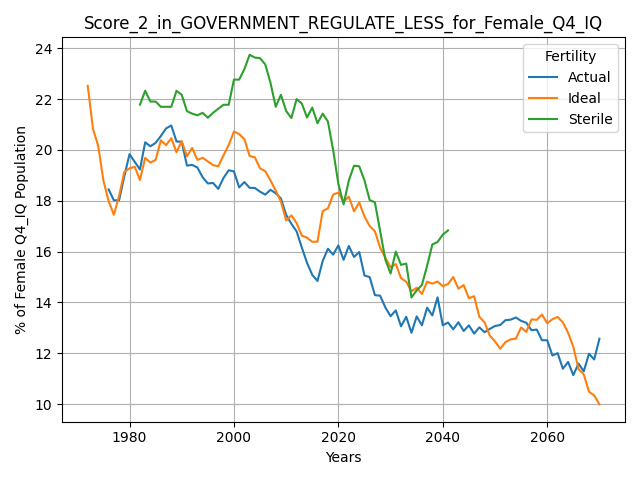 Score_2_in_GOVERNMENT_REGULATE_LESS_for_Female_Q4_IQ
Fertility
Actual
Ideal
Sterile
% of Female Q4_IQ Population
24
22
20
18
16
14
12
10
1980
2000
2020
2040
2060
Years